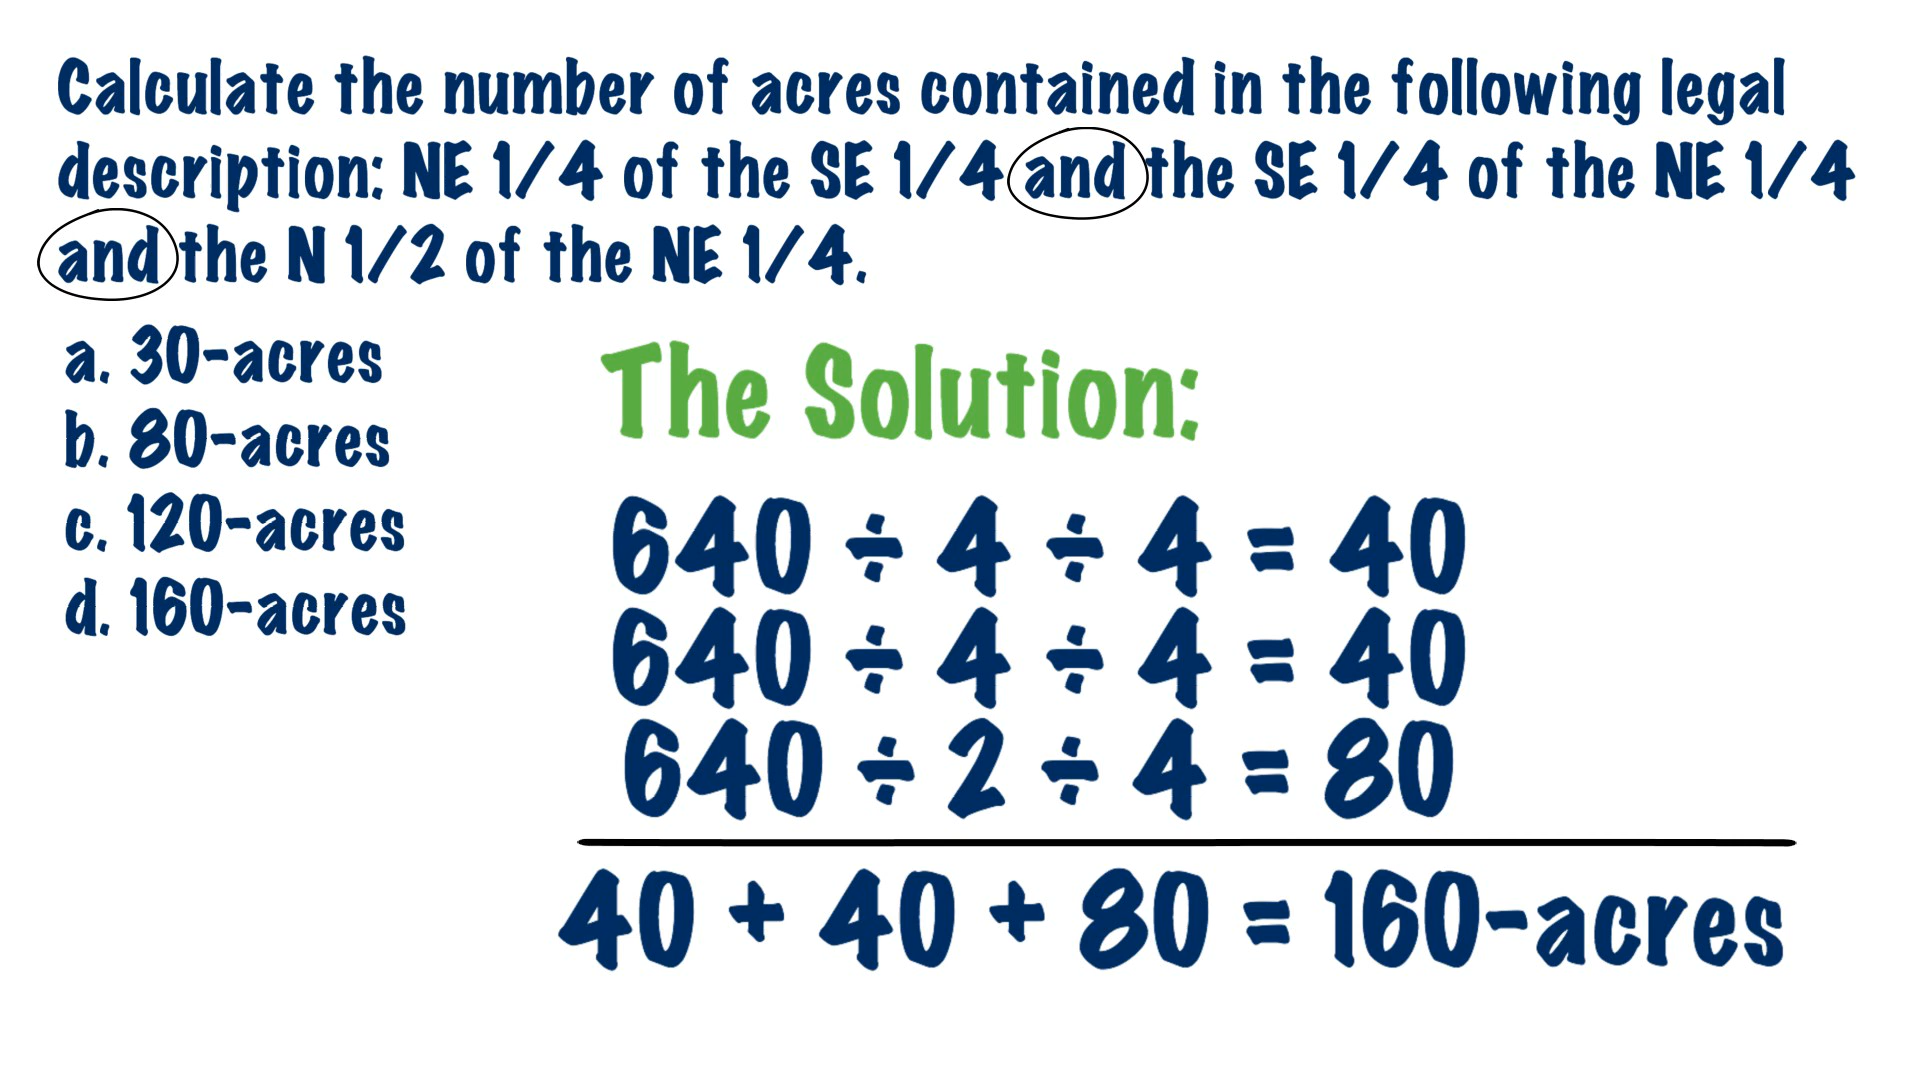 Calculate the number of acres contained in the following legal
description: NE 1/4 of the SE 1/4 and the SE 1/4 of the NE 1/4
and the N 1/2 of the NE 1/4.
a. 30-acres
b. 80-acres
c. 120-acres
d. 160-acres
The Solution:
640 ÷ 4 ÷ 4 = 40
640 ÷ 4 ÷ 4 = 40
640 ÷ 2 ÷ 4 = 80
40 + 40 + 80 = 160-acres